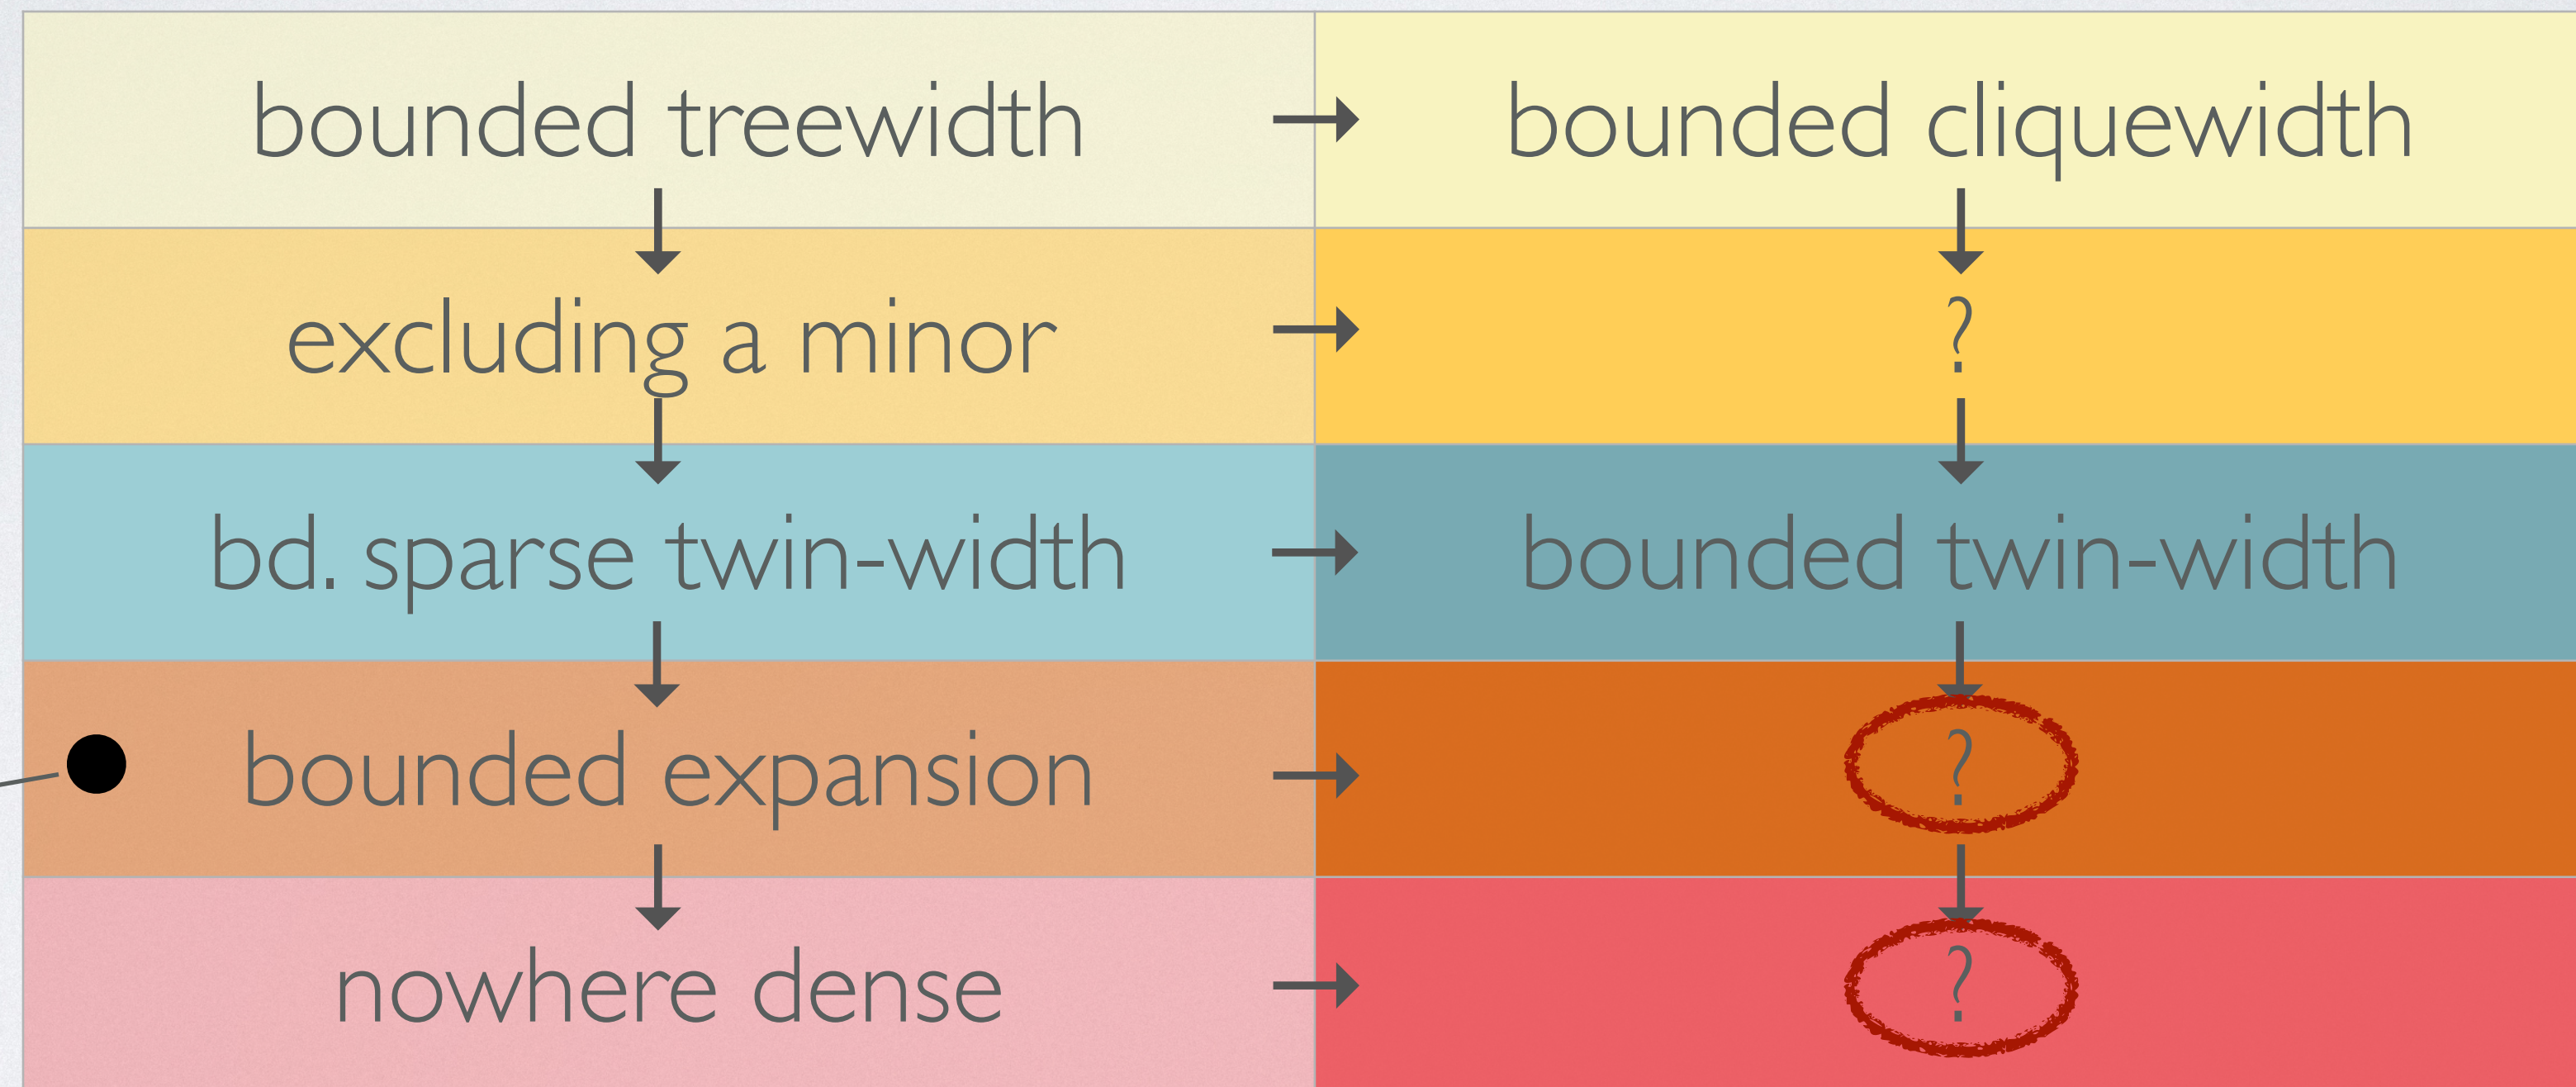 bounded treewidth
bounded cliquewidth
excluding a minor
?
bd. sparse twin-width
bounded twin-width
bounded expansion
?
nowhere dense
?